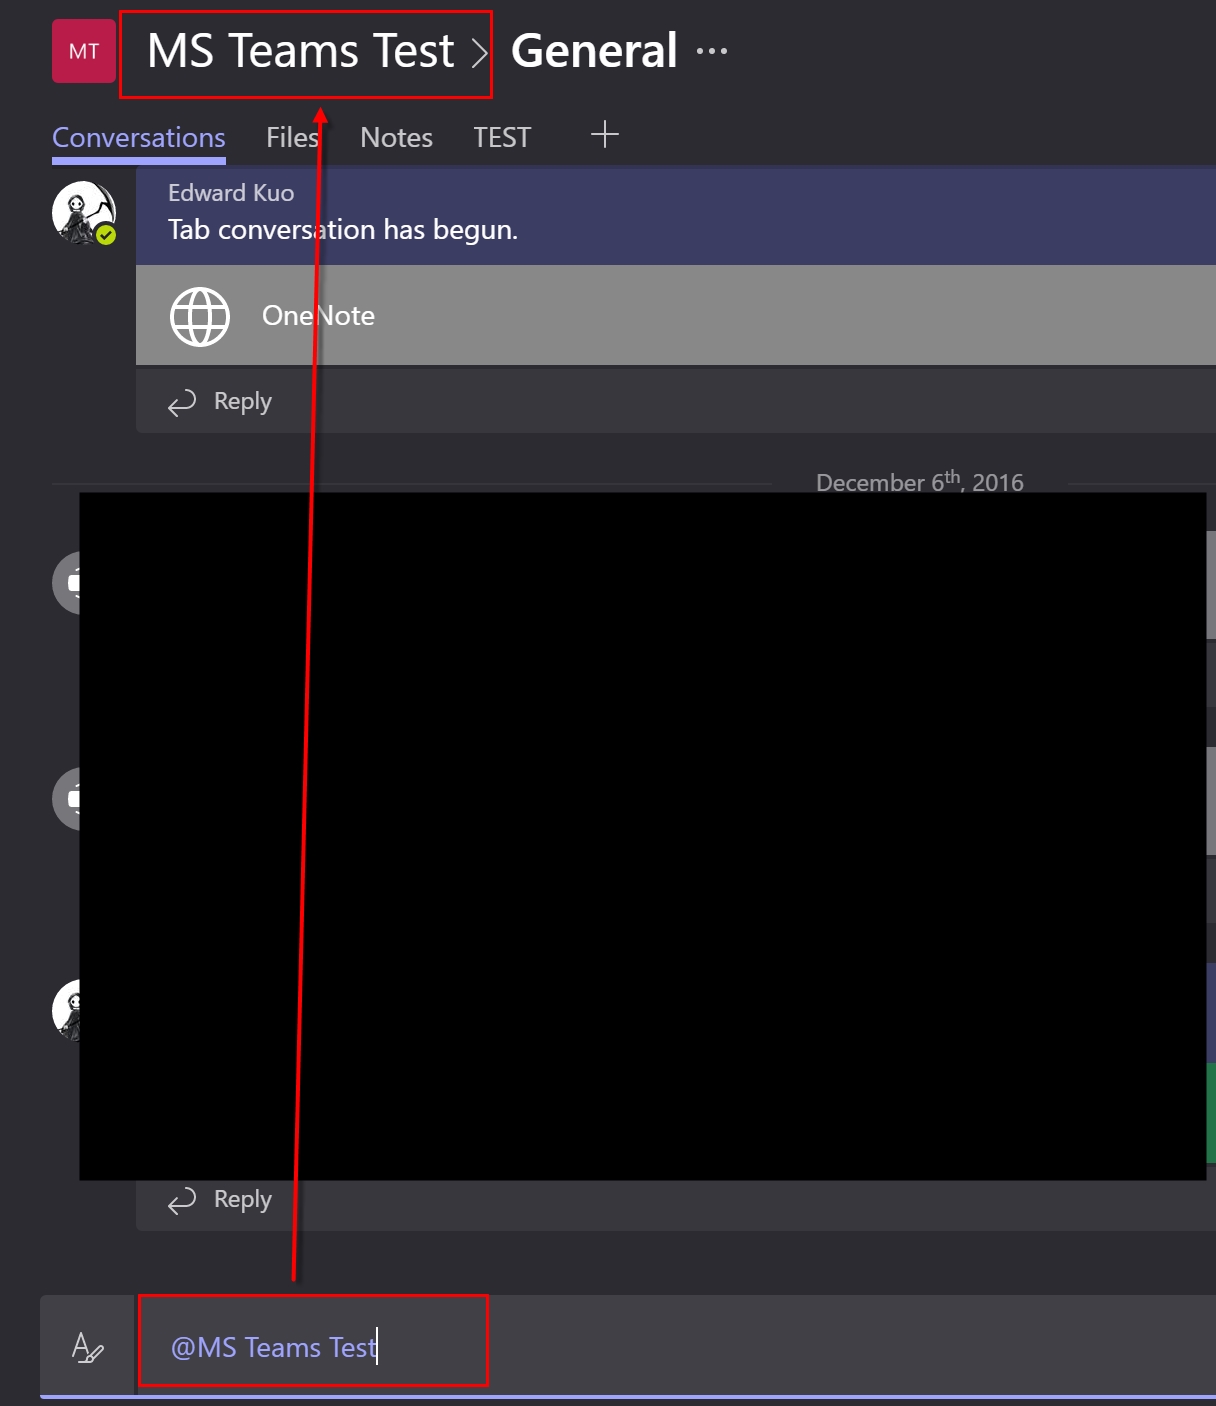 MT MS Teams Test > General ...
Conversations Files Notes TEST +
Edward Kuo
Tab conversation has begun.
OneNote
Reply
December 6th, 2016
Reply
@MS Teams Test